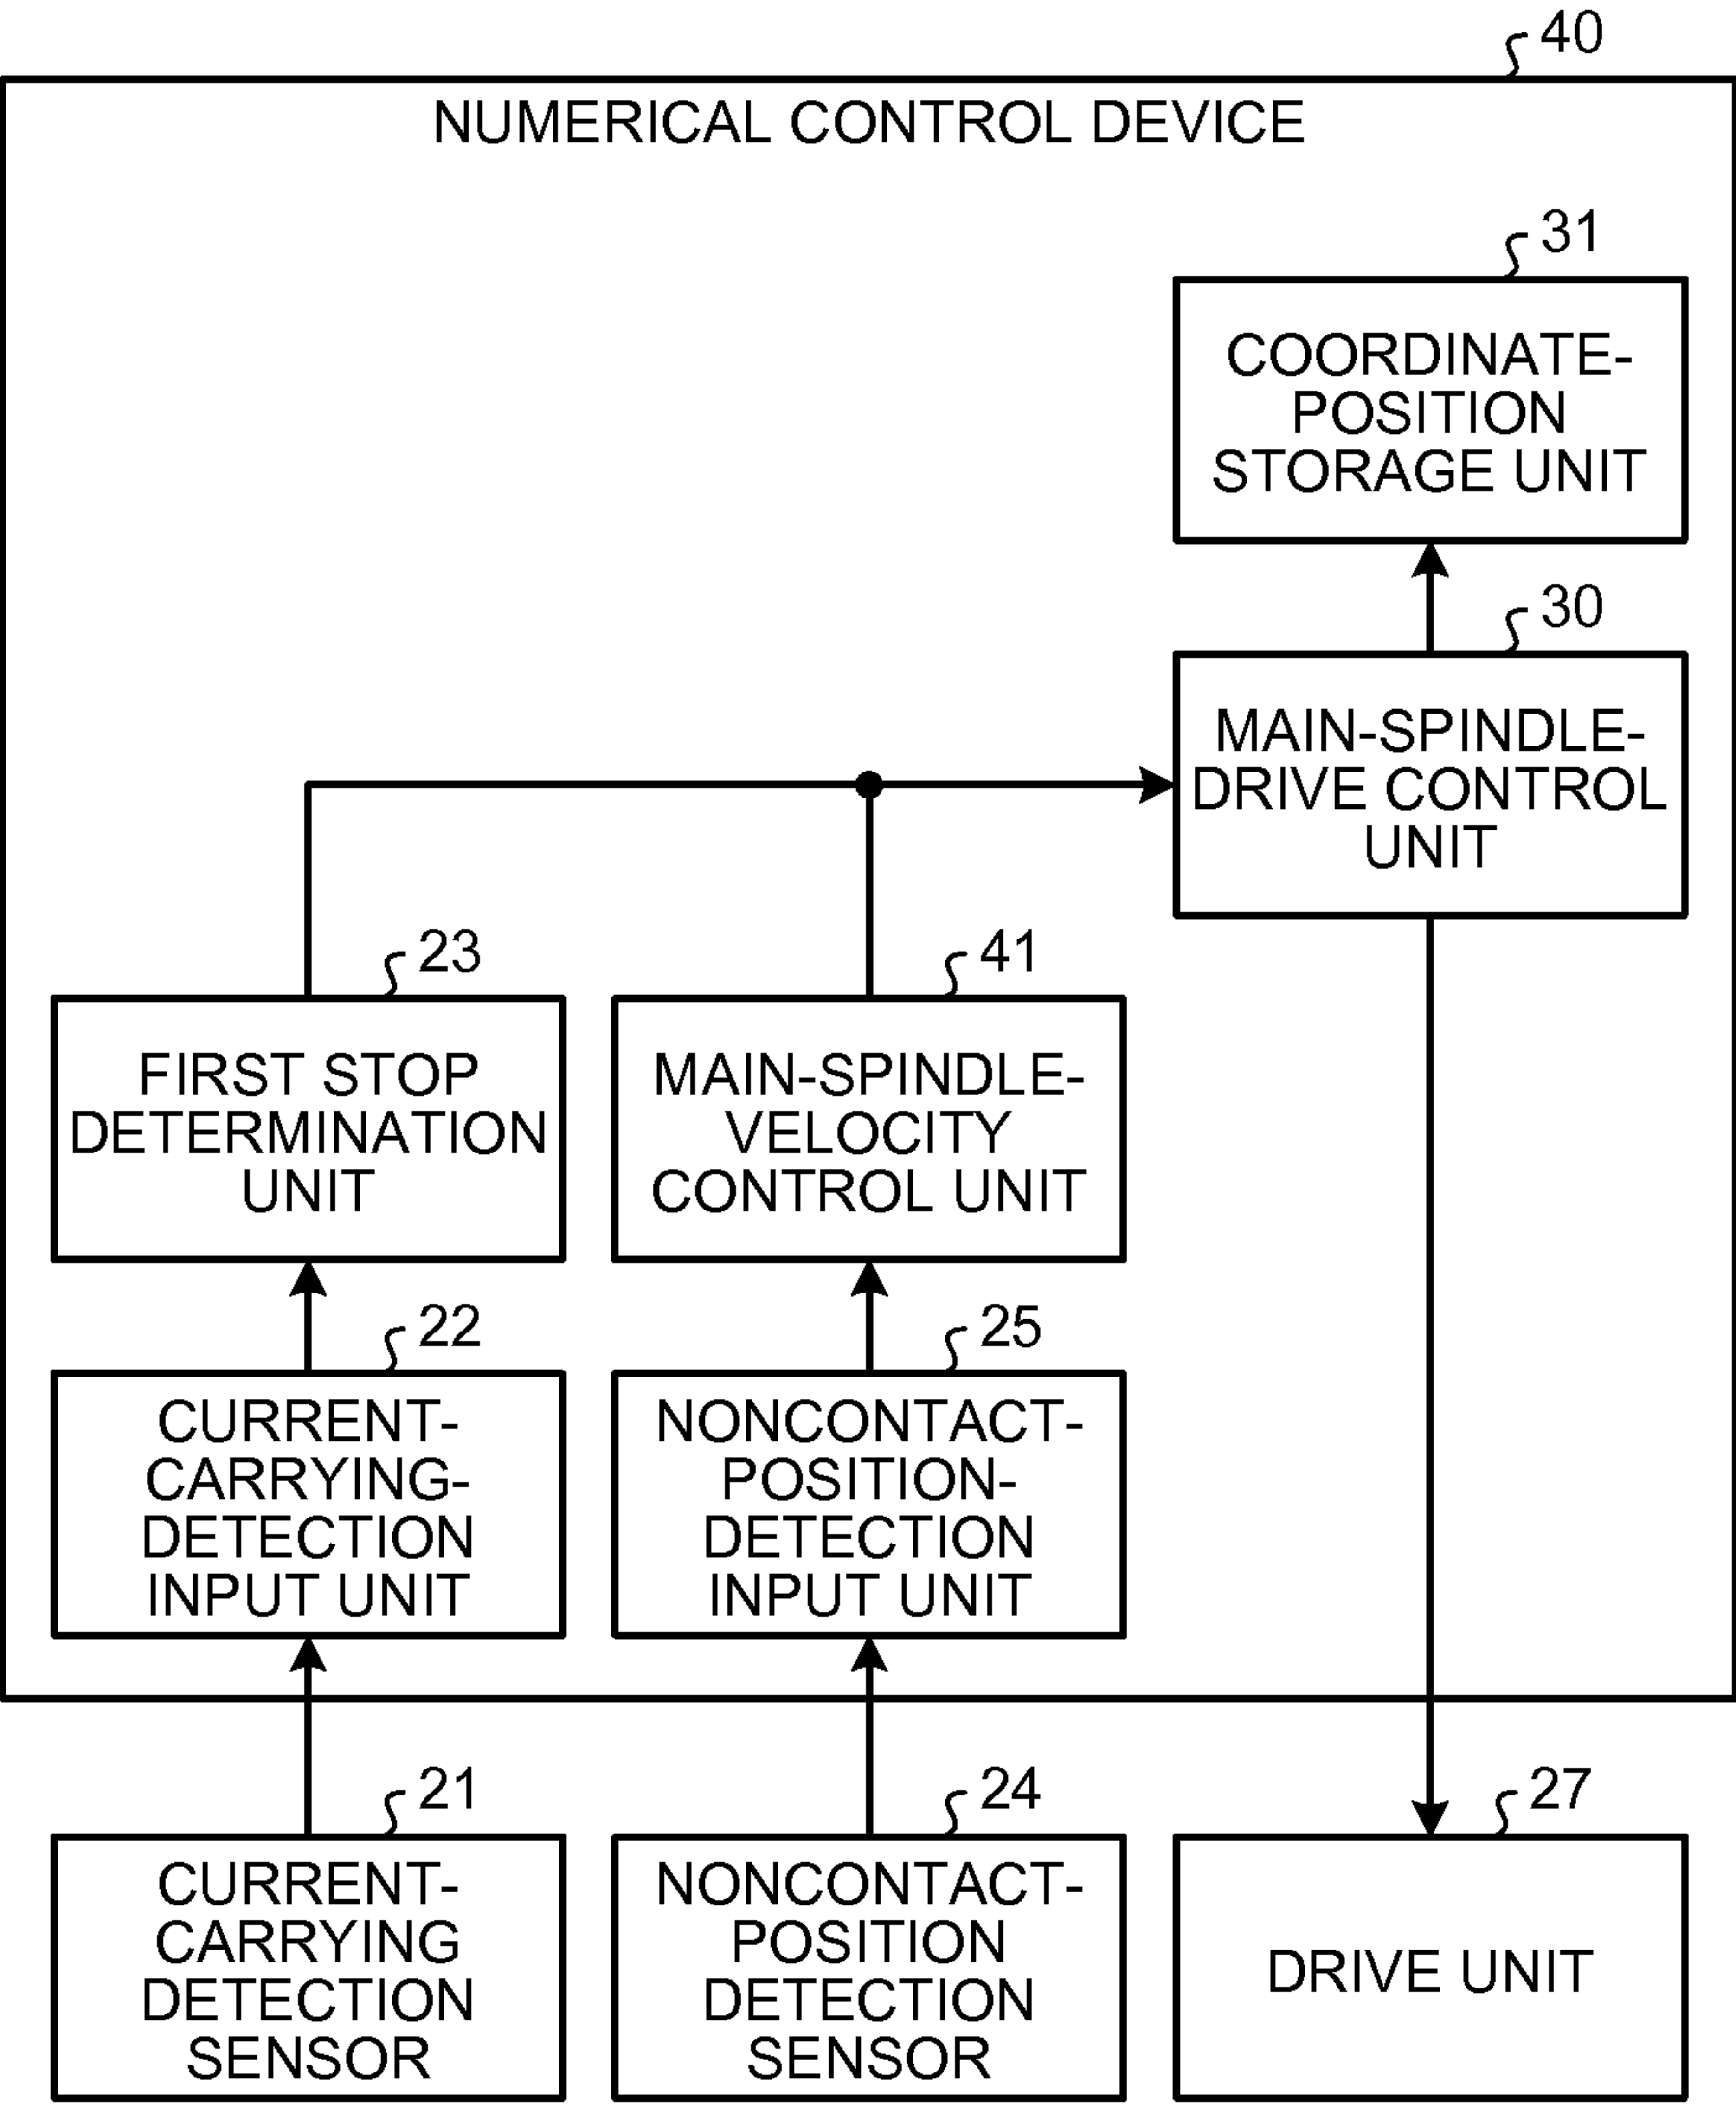 40
NUMERICAL CONTROL DEVICE
31
COORDINATE-
POSITION
STORAGE UNIT
30
MAIN-SPINDLE-
DRIVE CONTROL
UNIT
23
FIRST STOP
DETERMINATION
UNIT
41
MAIN-SPINDLE-
VELOCITY
CONTROL UNIT
22
CURRENT-
CARRYING-
DETECTION
INPUT UNIT
25
NONCONTACT-
POSITION-
DETECTION
INPUT UNIT
21
CURRENT-
CARRYING
DETECTION
SENSOR
24
NONCONTACT-
POSITION
DETECTION
SENSOR
27
DRIVE UNIT